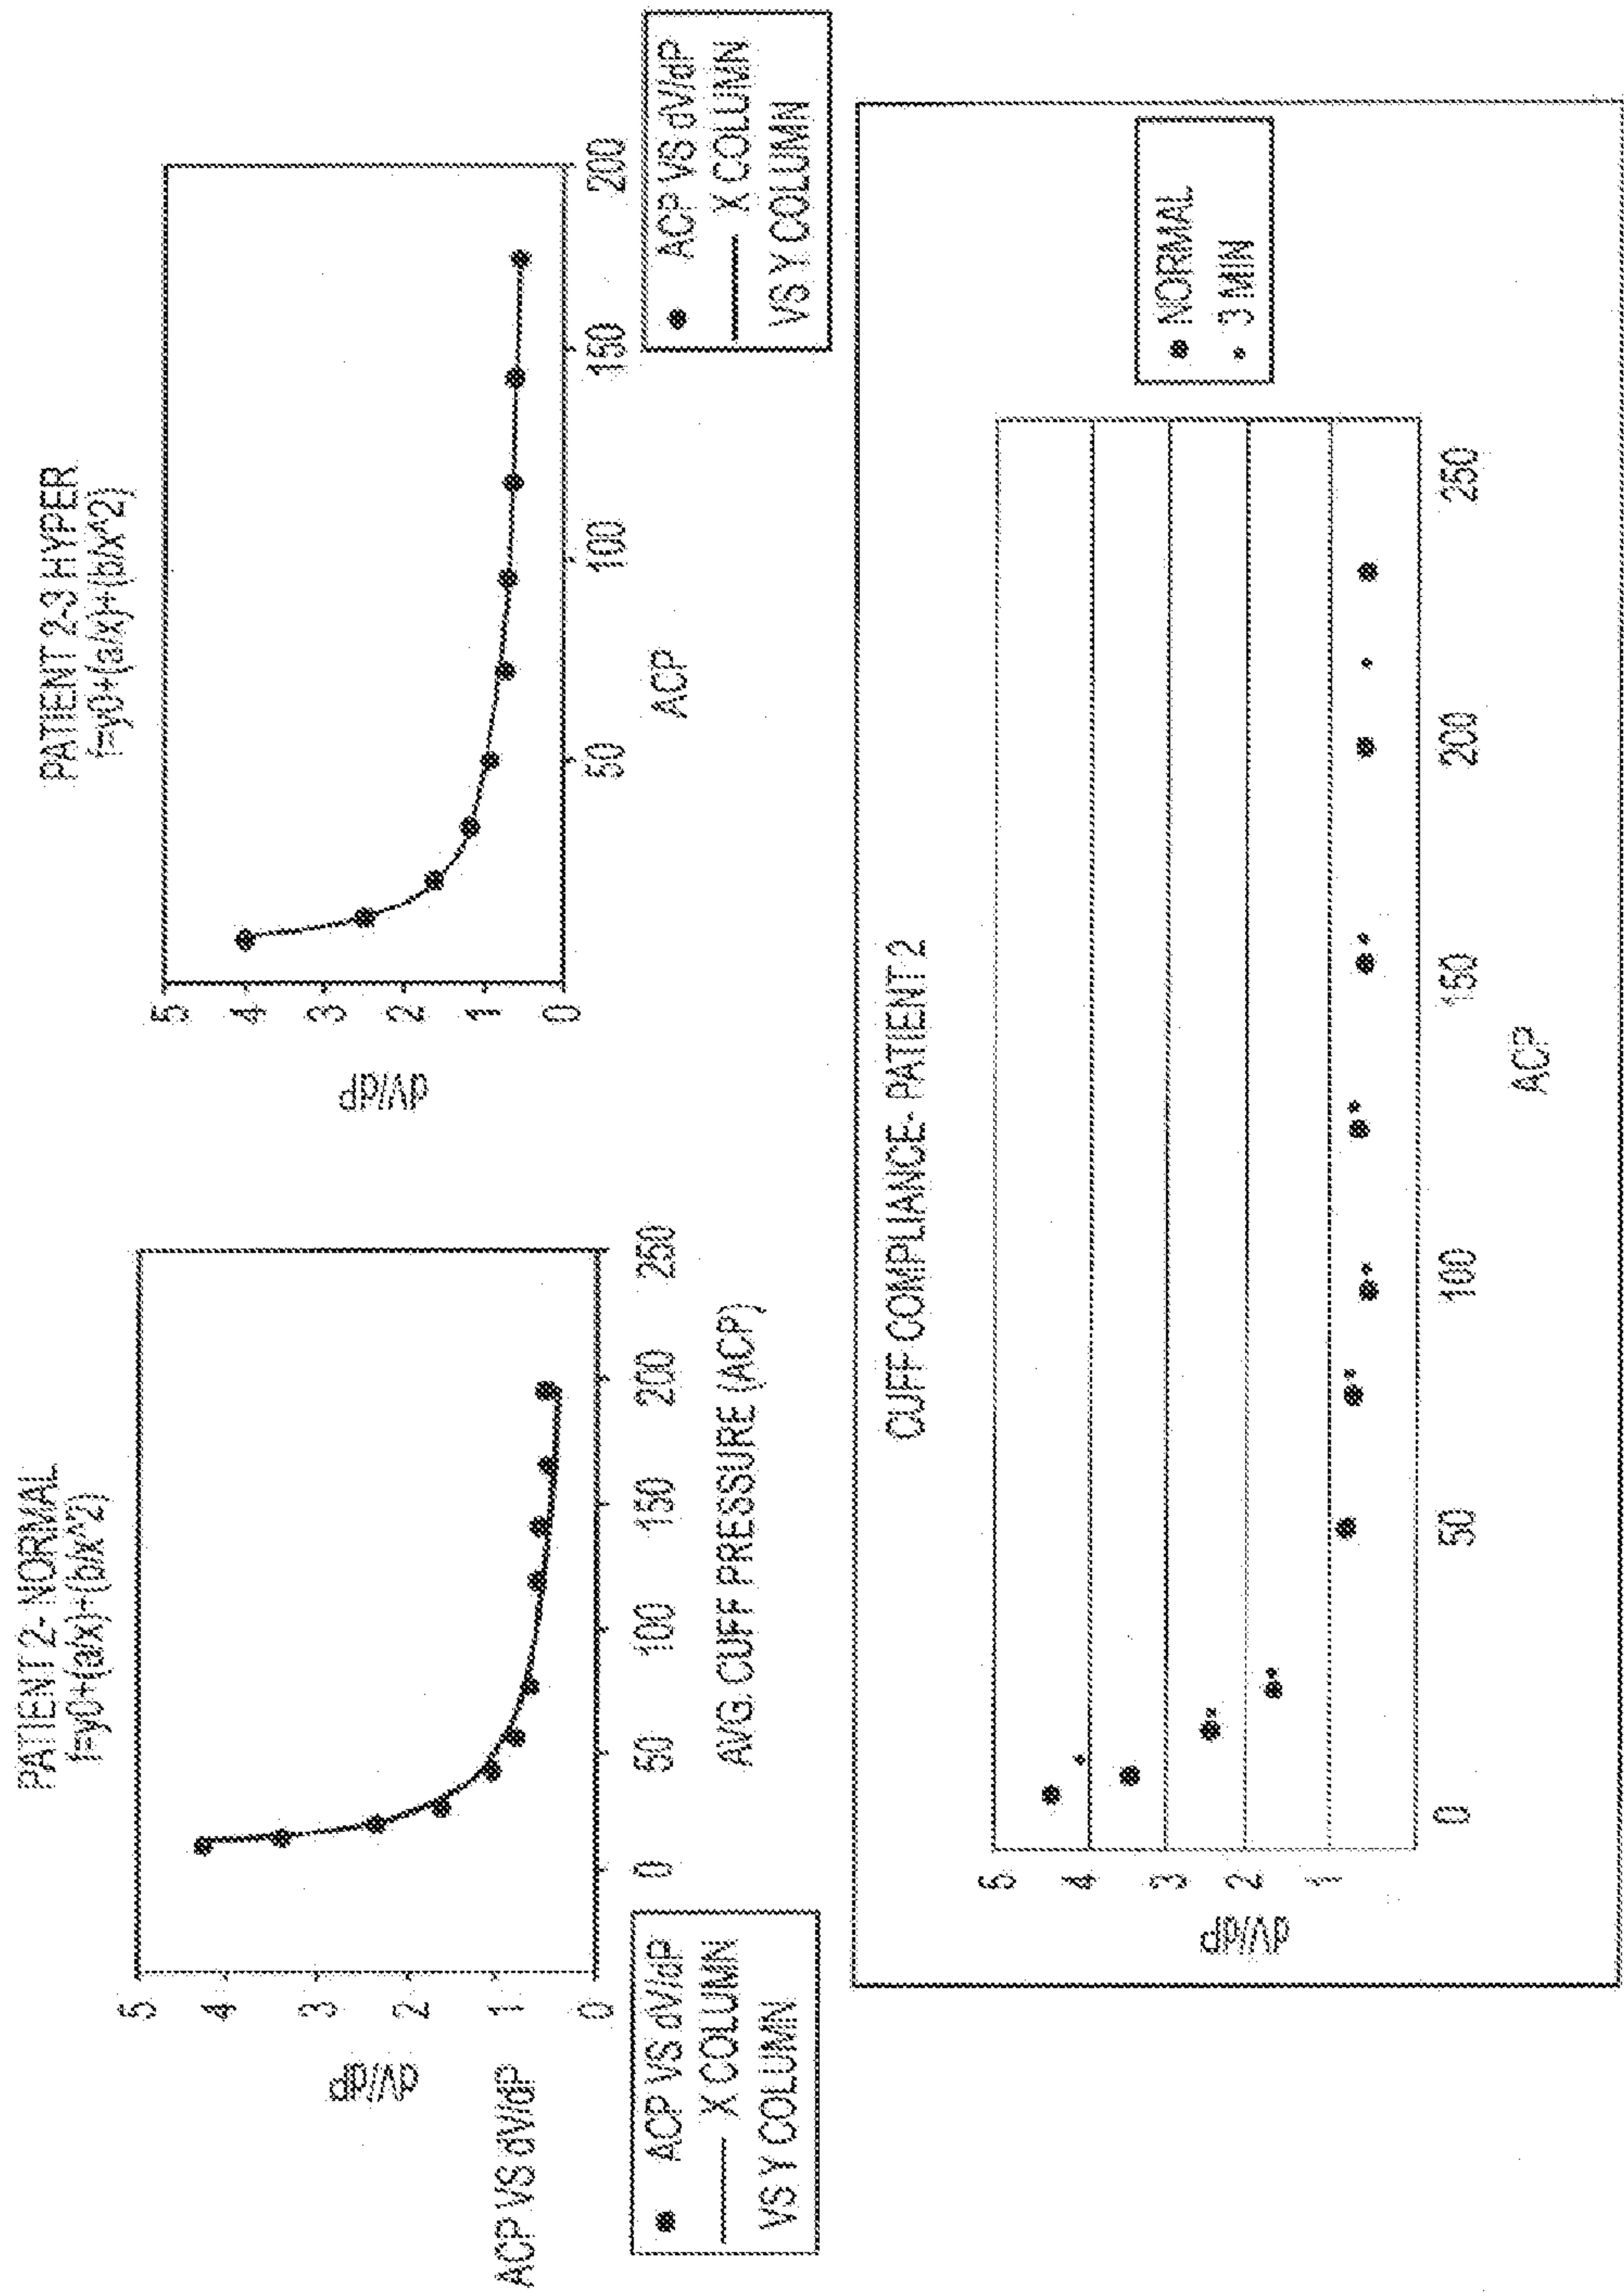 PATIENT 2- NORMAL
f=y0+(a/x)+(b/x^2)
dV/dP
5
4
3
2
1
0
0
50
100
150
200
250
AVG. CUFF PRESSURE (ACP)
ACP VS dV/dP
ACP VS dV/dP
X COLUMN
VS Y COLUMN
PATIENT 2-3 HYPER
f=y0+(a/x)+(b/x^2)
dV/dP
5
4
3
2
1
0
50
100
150
200
ACP
ACP VS dV/dP
X COLUMN
VS Y COLUMN
CUFF COMPLIANCE- PATIENT 2
dV/dP
5
4
3
2
1
0
50
100
150
200
250
ACP
NORMAL
3 MIN